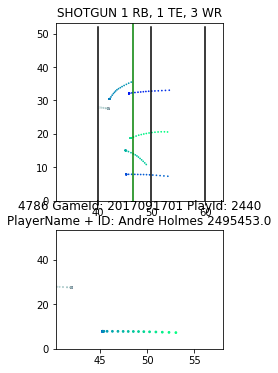 SHOTGUN 1 RB, 1 TE, 3 WR
50
40
30
20
10
0
40 50 60
4786 GameId: 2017091701 PlayId: 2440
PlayerName + ID: Andre Holmes 2495453.0
40
20
0
45 50 55